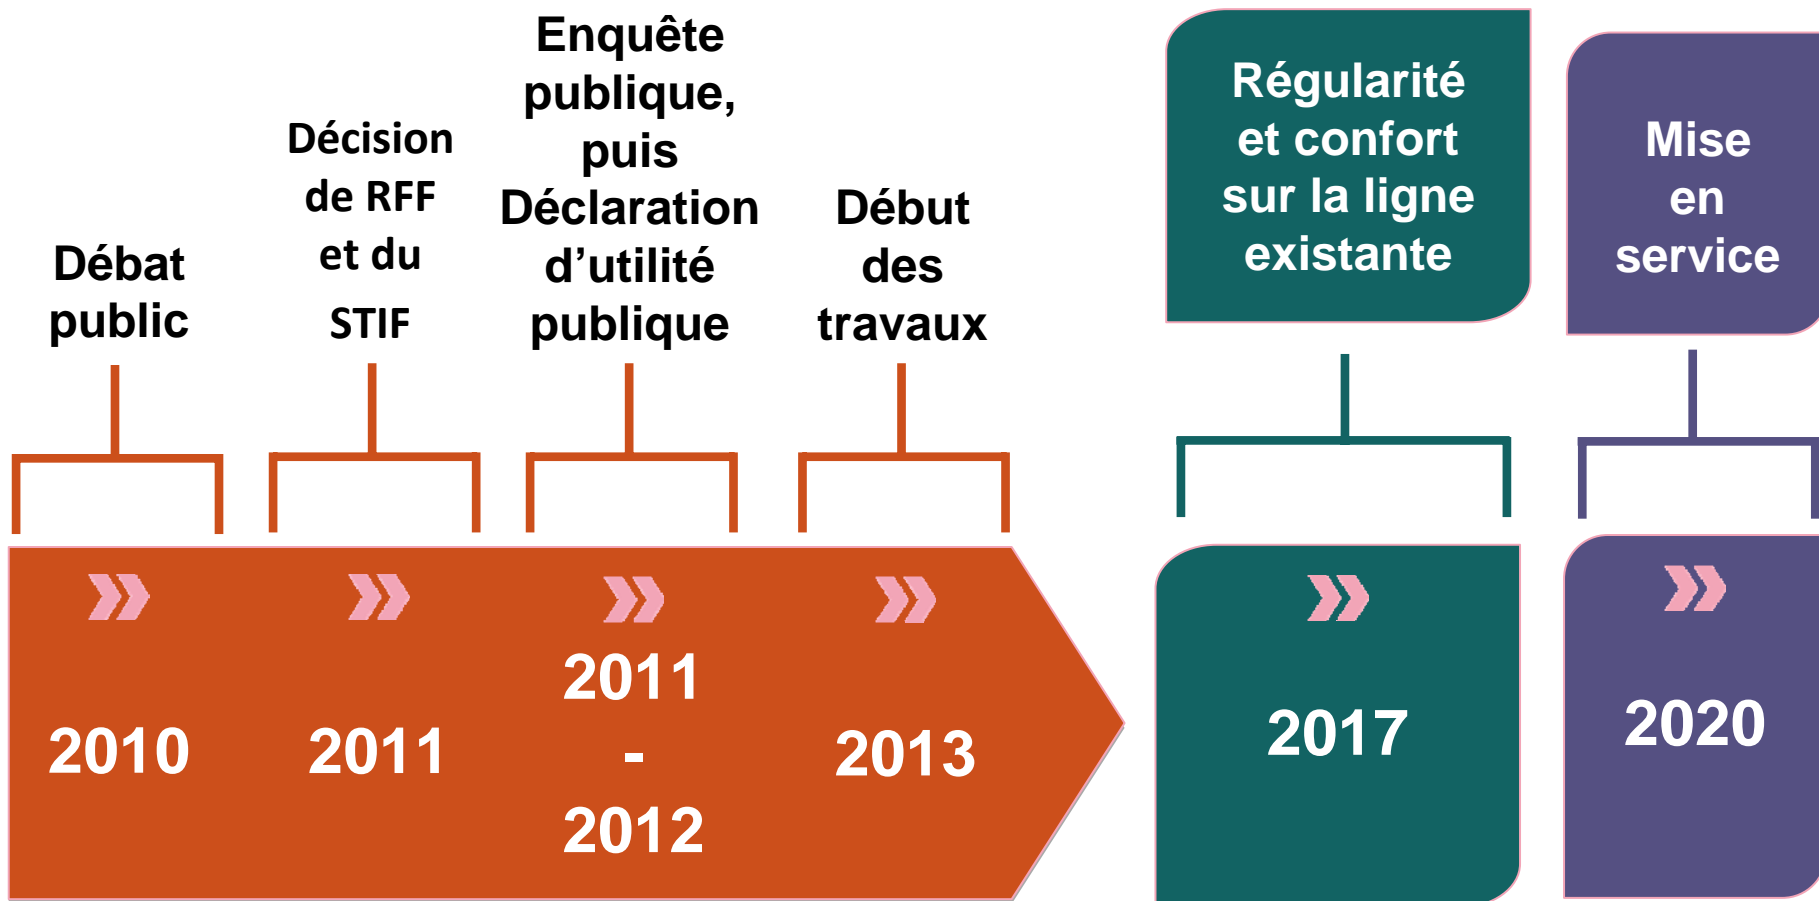 Débat
public
Décision
de RFF
et du
STIF
Enquête
publique,
puis
Déclaration
d’utilité
publique
Début
des
travaux
Régularité
et confort
sur la ligne
existante
Mise
en
service
2010
2011
2011
-
2012
2013
2017
2020